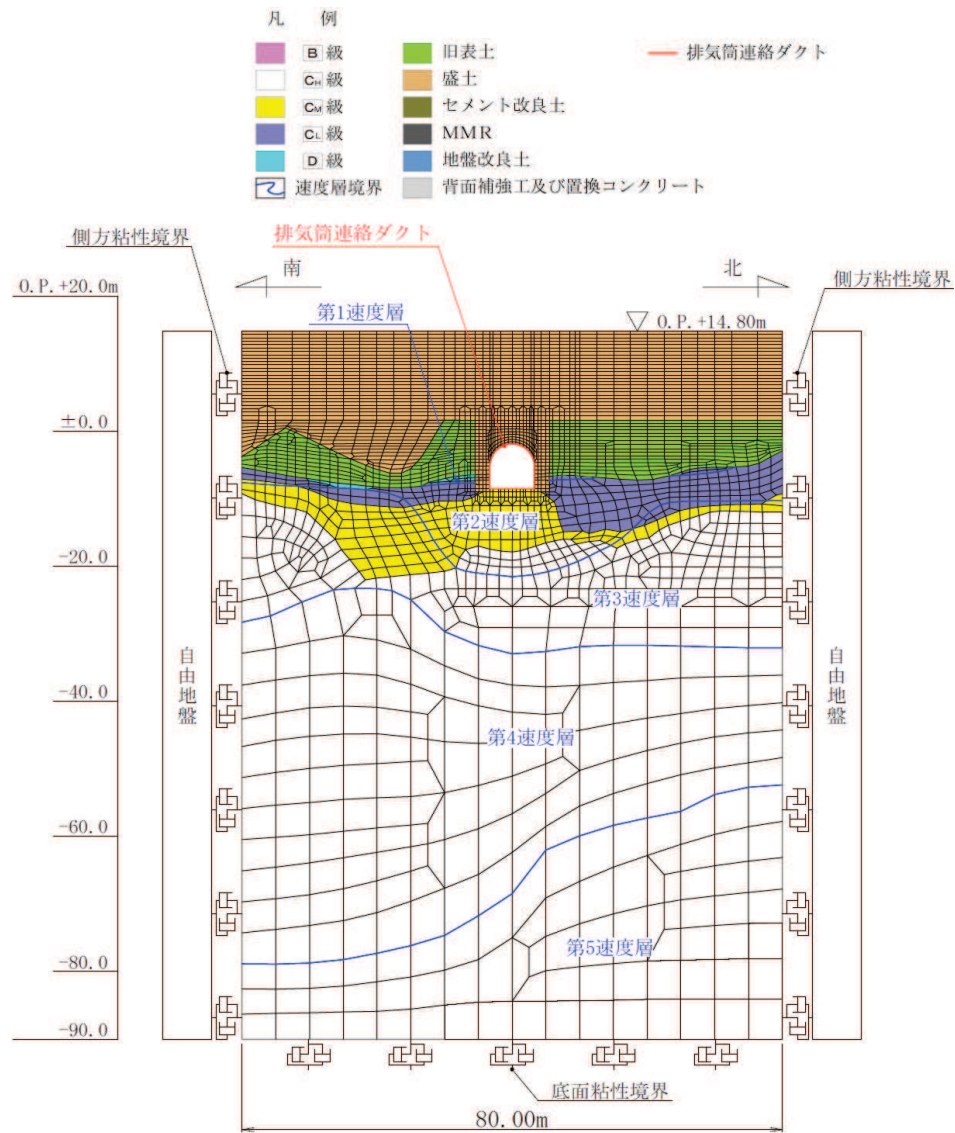 凡 例
B 級
旧表土
排気筒連絡ダクト
CH 級
盛土
CM 級
セメント改良土
CL 級
MMR
D 級
地盤改良土
速度層境界
背面補強工及び置換コンクリート
側方粘性境界
排気筒連絡ダクト
南
北
側方粘性境界
O.P.+20.0m
第1速度層
O.P.+14.80m
±0.0
第2速度層
-20.0
第3速度層
自由地盤
自由地盤
-40.0
第4速度層
-60.0
第5速度層
-80.0
-90.0
底面粘性境界
80.00m